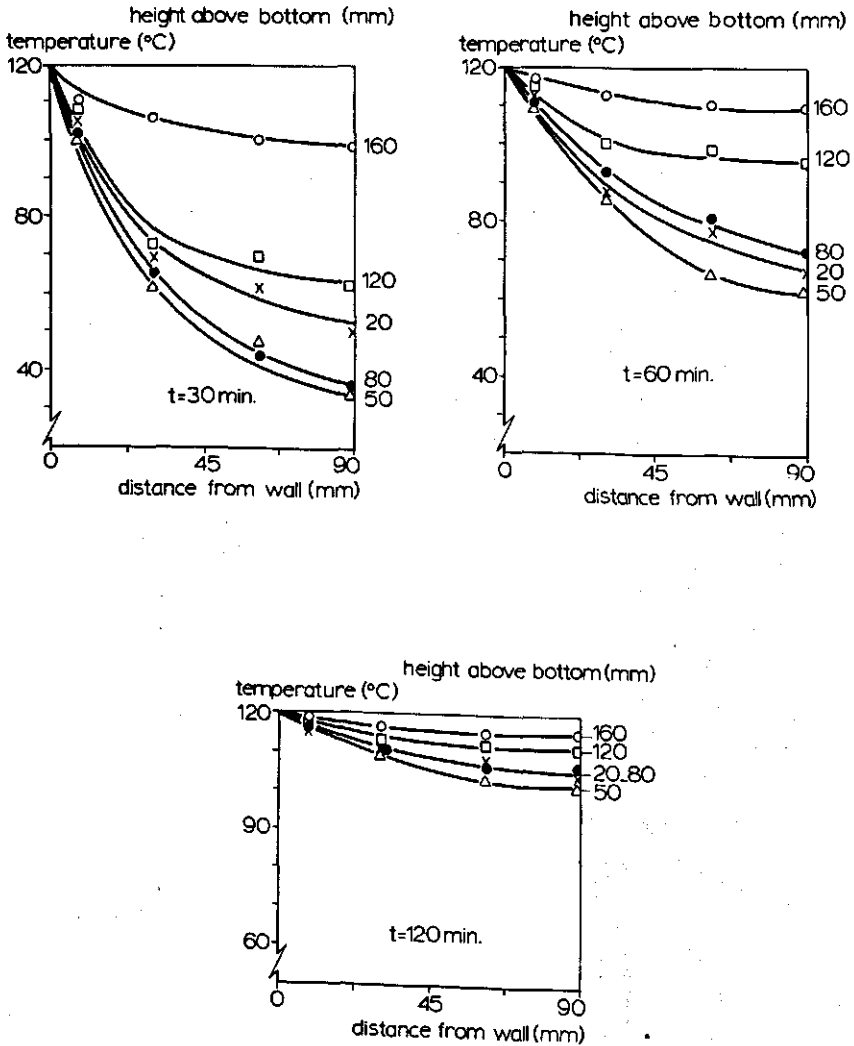 height above bottom (mm)
temperature (°C)
120
80
40
160
120
20
80
50
t=30 min.
0
45
90
distance from wall (mm)
height above bottom (mm)
temperature (°C)
120
80
40
160
120
80
20
50
t=60 min.
0
45
90
distance from wall (mm)
height above bottom (mm)
temperature (°C)
120
90
60
160
120
20-80
50
t=120 min.
0
45
90
distance from wall (mm)